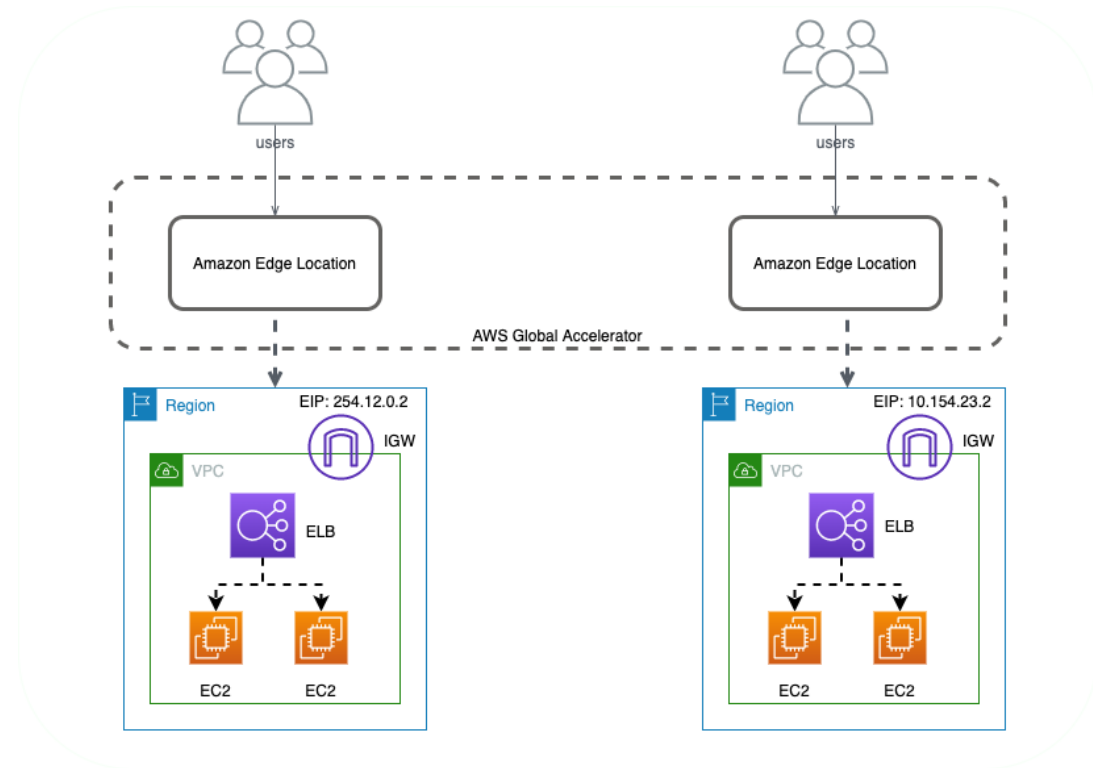 users
users
Amazon Edge Location
Amazon Edge Location
AWS Global Accelerator
Region
EIP: 254.12.0.2
IGW
VPC
ELB
EC2
EC2
Region
EIP: 10.154.23.2
IGW
VPC
ELB
EC2
EC2